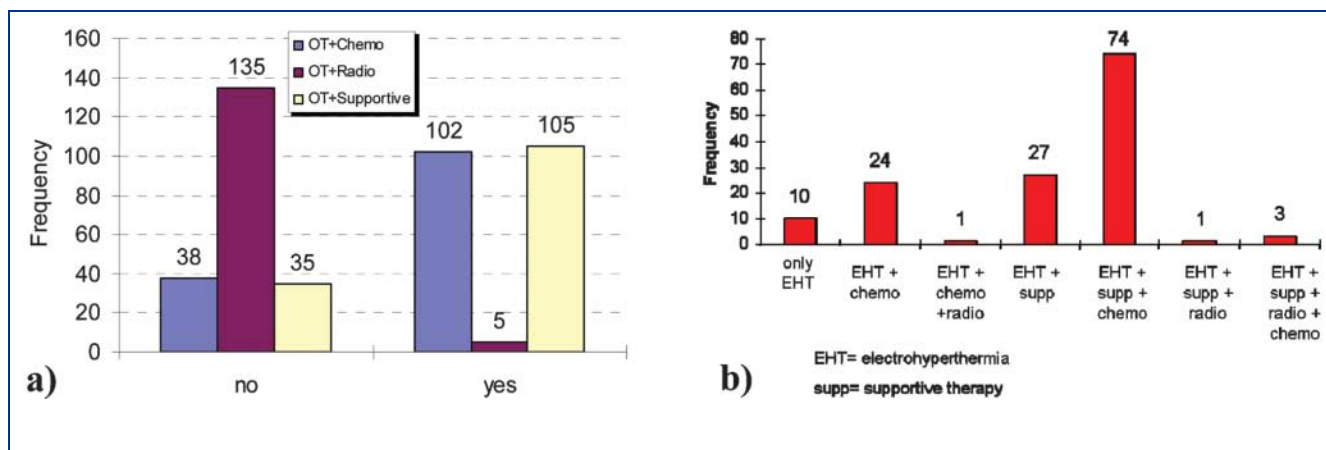 160
140
120
100
80
60
40
20
0
Frequency
OT+Chemo
OT+Radio
OT+Supportive
38
135
35
102
5
105
no
yes
a)
80
70
60
50
40
30
20
10
0
Frequency
10
24
1
27
74
1
3
only
EHT
EHT +
chemo
EHT +
chemo
+radio
EHT +
supp
EHT +
supp +
chemo
EHT +
supp +
radio
EHT +
supp +
radio +
chemo
EHT= electrohyperthermia
supp= supportive therapy
b)